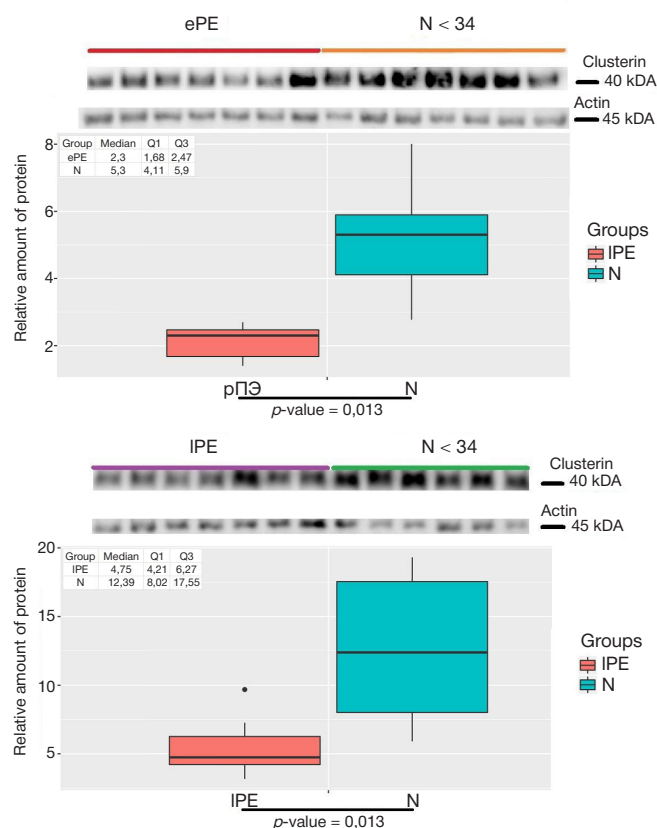 ePE N < 34
Clusterin
40 kDA
Actin
45 kDA
Relative amount of protein
8
6
4
2
Group Median Q1 Q3
ePE 2,3 1,68 2,47
N 5,3 4,11 5,9
Groups
lPE
N
рПЭ N
p-value = 0,013
lPE N < 34
Clusterin
40 kDA
Actin
45 kDA
Relative amount of protein
20
15
10
5
Group Median Q1 Q3
lPE 4,75 4,21 6,27
N 12,39 8,02 17,55
Groups
lPE
N
lPE N
p-value = 0,013